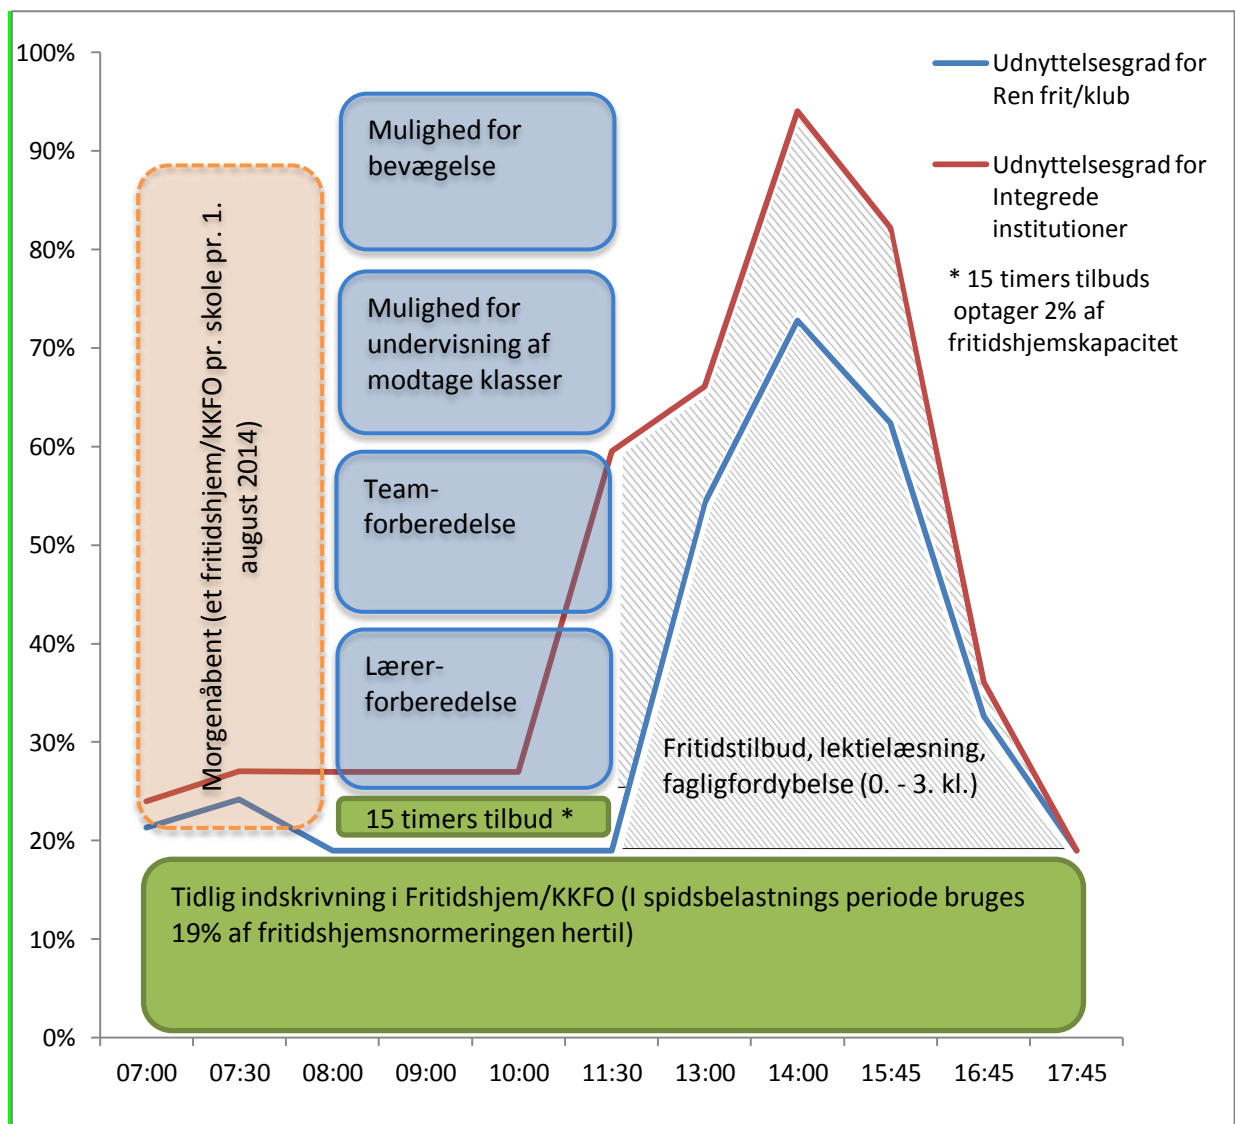 100%
90%
80%
70%
60%
50%
40%
30%
20%
10%
0%
07:00 07:30 08:00 09:00 10:00 11:30 13:00 14:00 15:45 16:45 17:45
Morgenåbent (et fritidshjem/KKFO pr. skole pr. 1.
august 2014)
Mulighed for
bevægelse
Mulighed for
undervisning af
modtage klasser
Team-
forberedelse
Lærer-
forberedelse
15 timers tilbud *
Tidlig indskrivning i Fritidshjem/KKFO (I spidsbelastnings periode bruges
19% af fritidshjemsnormeringen hertil)
Fritidstilbud, lektielæsning,
fagligfordybelse (0. - 3. kl.)
Udnyttelsesgrad for
Ren frit/klub
Udnyttelsesgrad for
Integrede
institutioner
* 15 timers tilbuds
optager 2% af
fritidshjemskapacitet